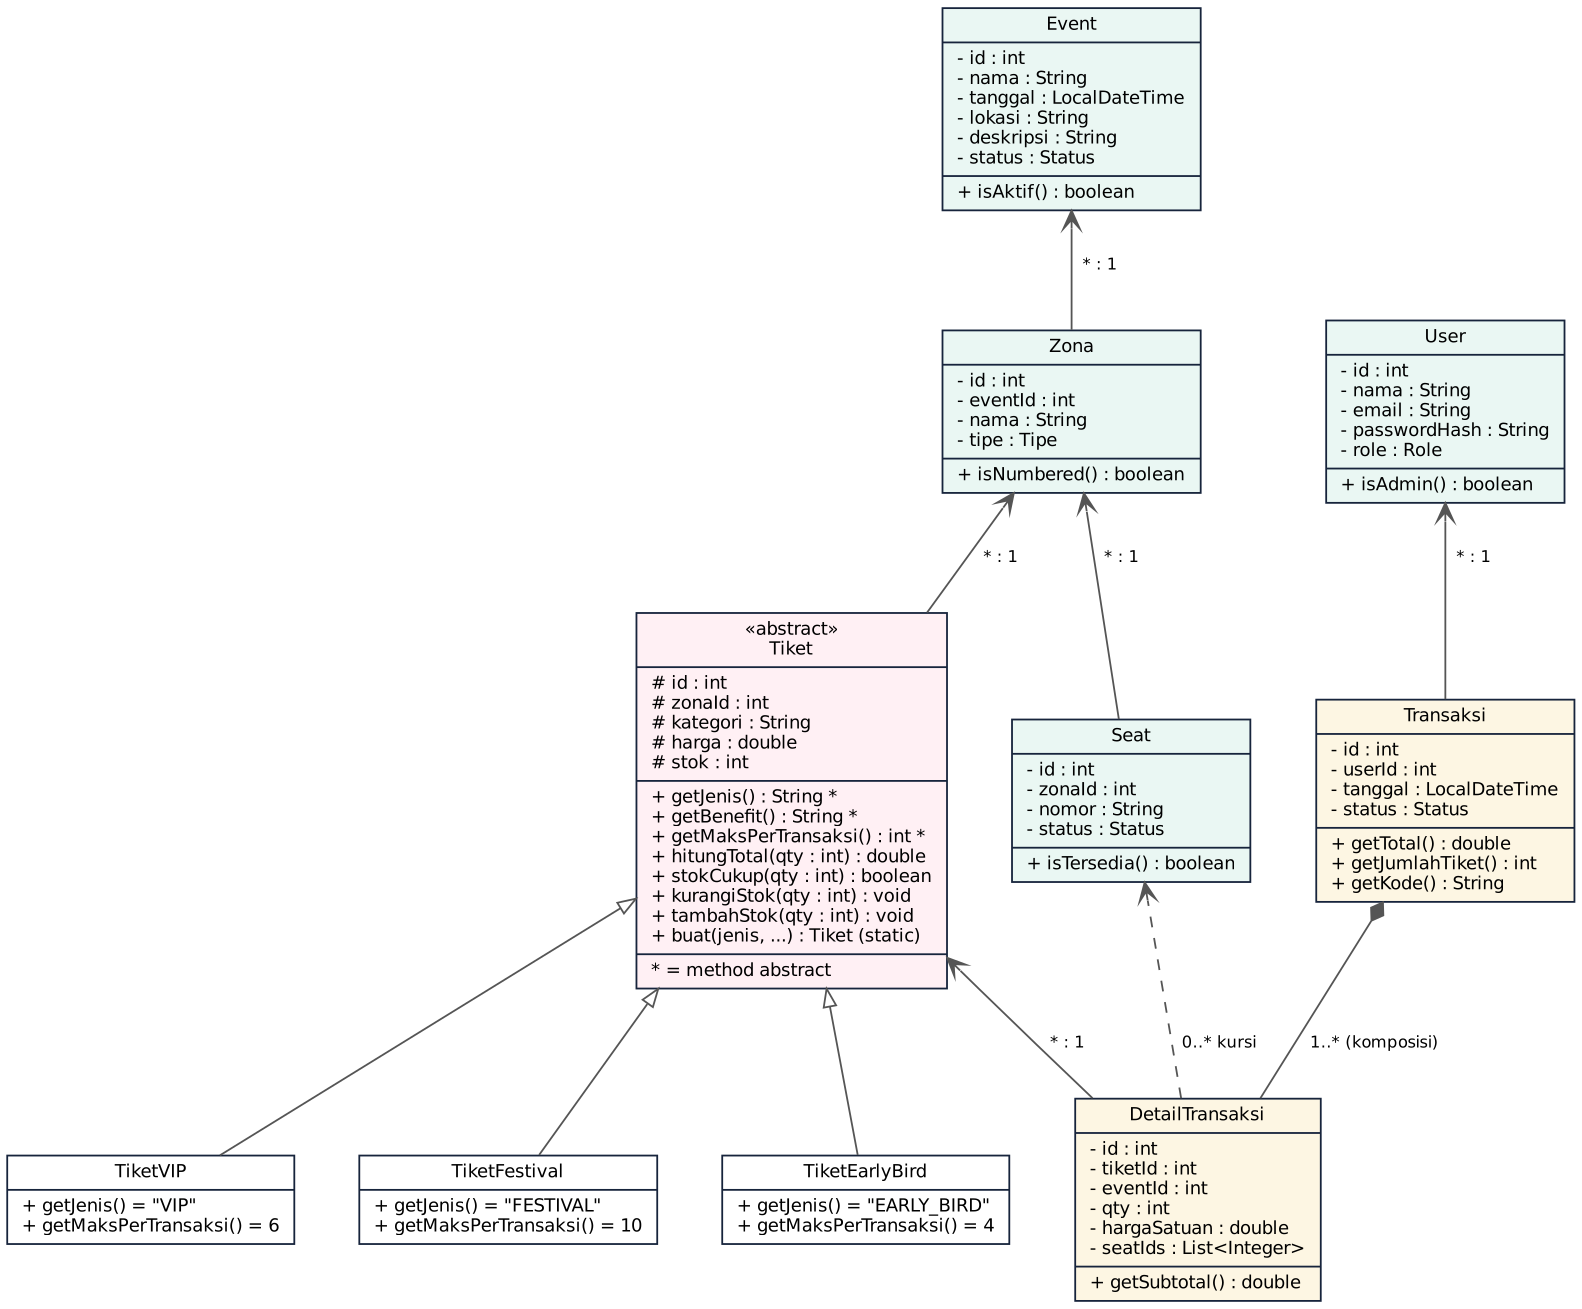 Event
- id : int
- nama : String
- tanggal : LocalDateTime
- lokasi : String
- deskripsi : String
- status : Status
+ isAktif() : boolean
* : 1
Zona
- id : int
- eventId : int
- nama : String
- tipe : Tipe
+ isNumbered() : boolean
User
- id : int
- nama : String
- email : String
- passwordHash : String
- role : Role
+ isAdmin() : boolean
* : 1
* : 1
* : 1
«abstract»
Tiket
# id : int
# zonaId : int
# kategori : String
# harga : double
# stok : int
+ getJenis() : String *
+ getBenefit() : String *
+ getMaksPerTransaksi() : int *
+ hitungTotal(qty : int) : double
+ stokCukup(qty : int) : boolean
+ kurangiStok(qty : int) : void
+ tambahStok(qty : int) : void
+ buat(jenis, ...) : Tiket (static)
* = method abstract
Seat
- id : int
- zonaId : int
- nomor : String
- status : Status
+ isTersedia() : boolean
Transaksi
- id : int
- userId : int
- tanggal : LocalDateTime
- status : Status
+ getTotal() : double
+ getJumlahTiket() : int
+ getKode() : String
* : 1
0..* kursi
1..* (komposisi)
TiketVIP
+ getJenis() = "VIP"
+ getMaksPerTransaksi() = 6
TiketFestival
+ getJenis() = "FESTIVAL"
+ getMaksPerTransaksi() = 10
TiketEarlyBird
+ getJenis() = "EARLY_BIRD"
+ getMaksPerTransaksi() = 4
DetailTransaksi
- id : int
- tiketId : int
- eventId : int
- qty : int
- hargaSatuan : double
- seatIds : List<Integer>
+ getSubtotal() : double